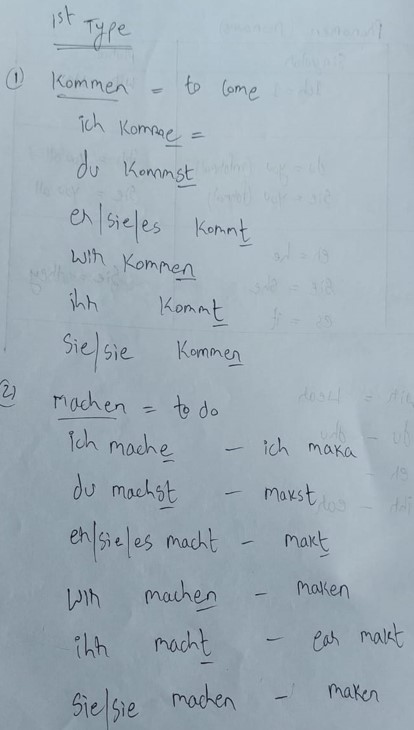 1st Type
① Kommen = to come
ich Komme =
du Kommst
er/sie/es Kommt
wir Kommen
ihr Kommt
Sie/sie Kommen
2) machen = to do
ich mache - ich maka
du machst - makst
er/sie/es macht - makt
wir machen - maken
ihr macht - ear makt
Sie/sie machen - maken